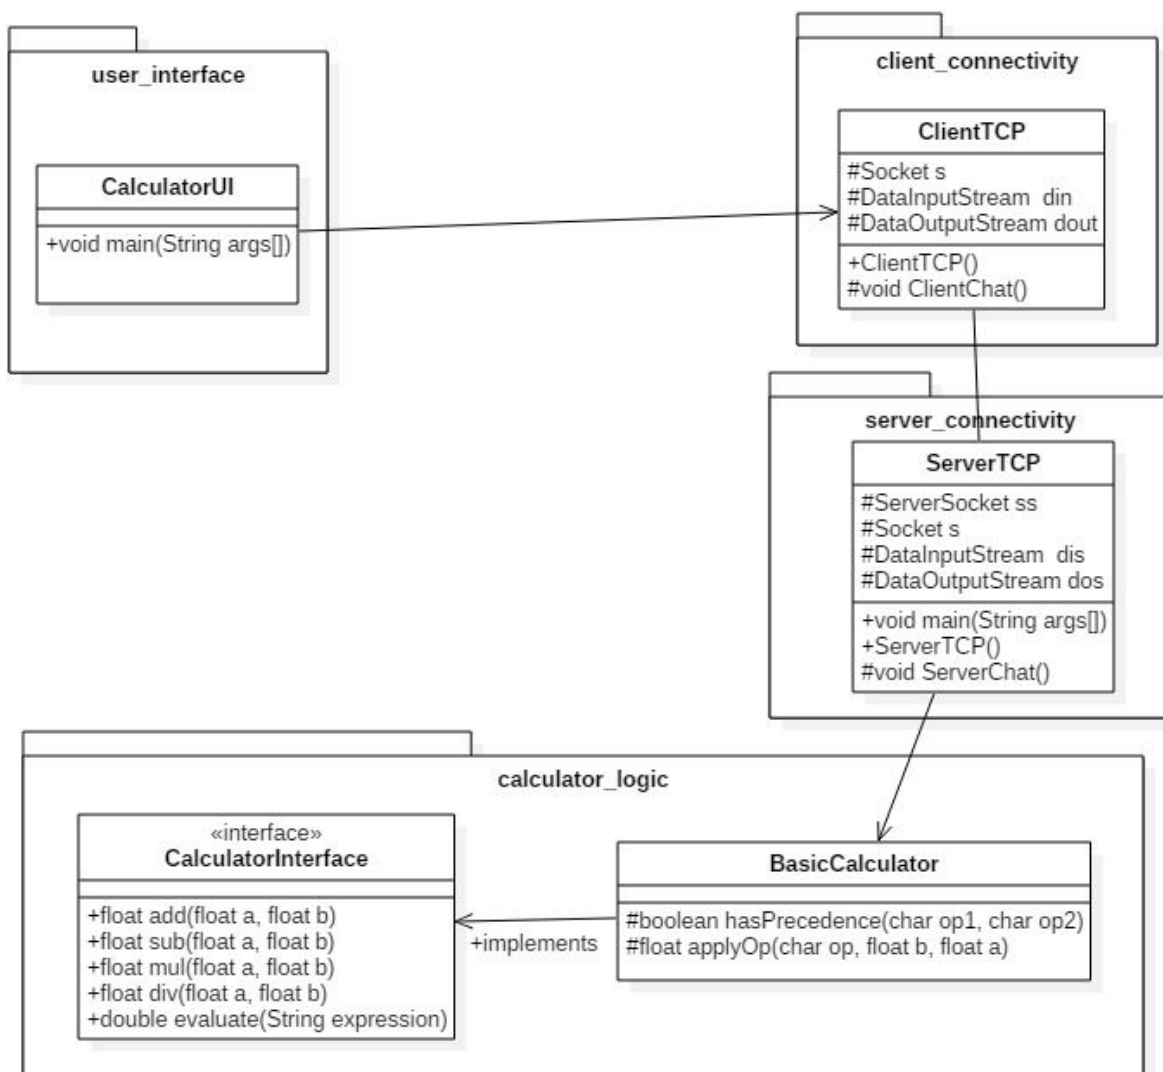 user_interface
CalculatorUI
+void main(String args[])
client_connectivity
ClientTCP
#Socket s
#DataInputStream din
#DataOutputStream dout
+ClientTCP()
#void ClientChat()
server_connectivity
ServerTCP
#ServerSocket ss
#Socket s
#DataInputStream dis
#DataOutputStream dos
+void main(String args[])
+ServerTCP()
#void ServerChat()
calculator_logic
«interface»
CalculatorInterface
+float add(float a, float b)
+float sub(float a, float b)
+float mul(float a, float b)
+float div(float a, float b)
+double evaluate(String expression)
+implements
BasicCalculator
#boolean hasPrecedence(char op1, char op2)
#float applyOp(char op, float b, float a)